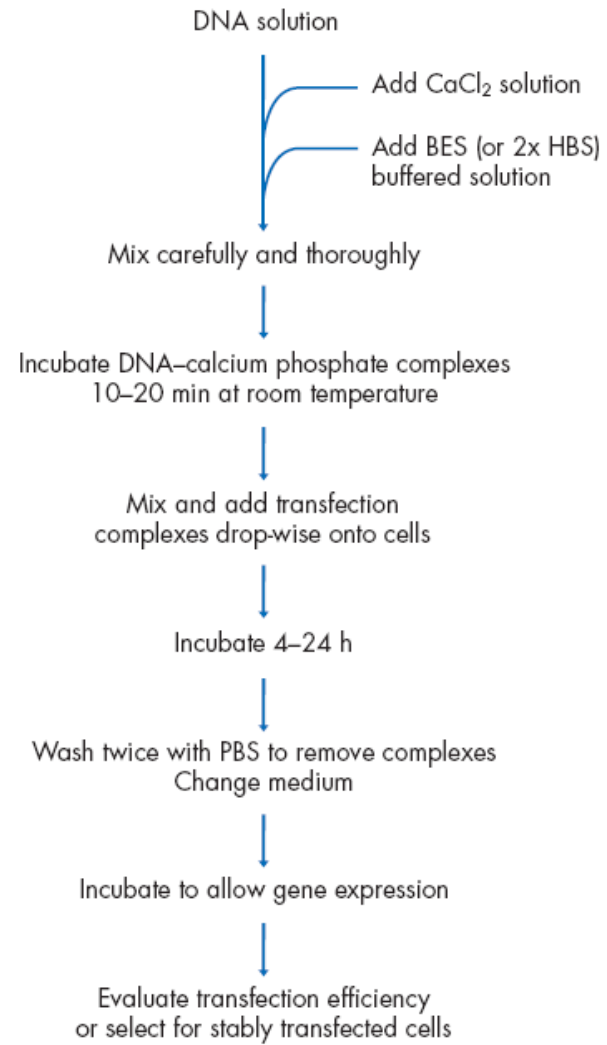 DNA solution
Add CaCl₂ solution
Add BES (or 2x HBS)
buffered solution
Mix carefully and thoroughly
Incubate DNA–calcium phosphate complexes
10–20 min at room temperature
Mix and add transfection
complexes drop-wise onto cells
Incubate 4–24 h
Wash twice with PBS to remove complexes
Change medium
Incubate to allow gene expression
Evaluate transfection efficiency
or select for stably transfected cells